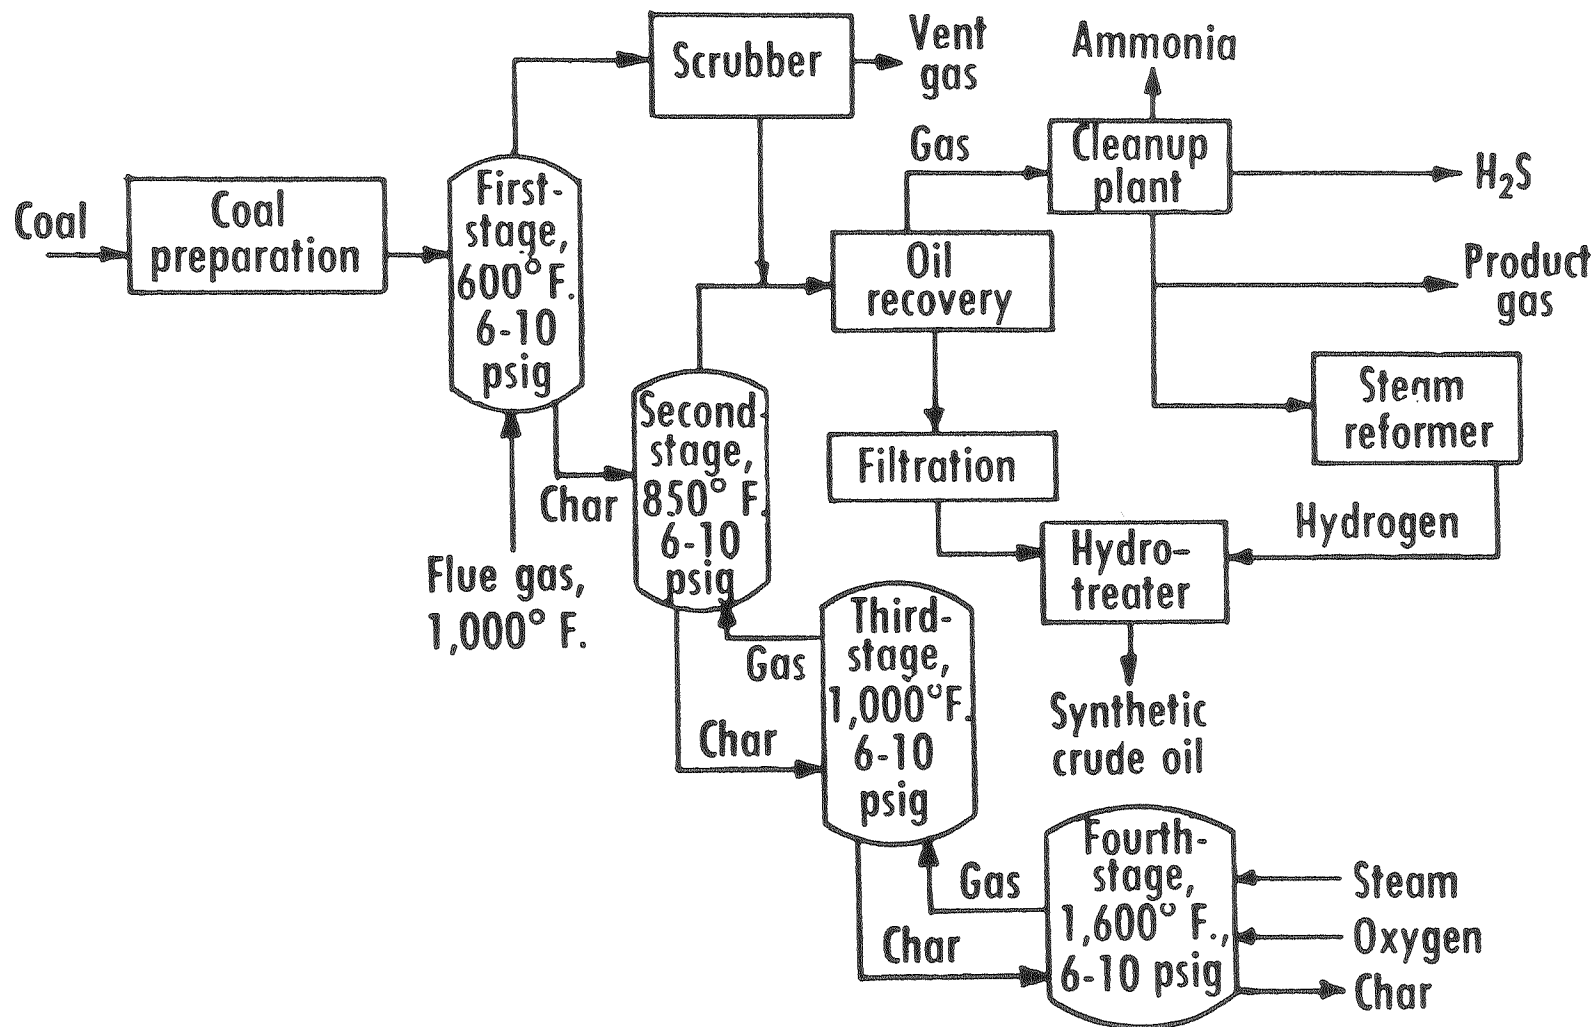 Scrubber
Vent
gas
Ammonia
Gas
Cleanup
plant
H₂S
Coal
Coal
preparation
First-
stage,
600° F.
6-10
psig
Oil
recovery
Product
gas
Steam
reformer
Second
stage,
850° F.
6-10
psig
Filtration
Char
Hydrogen
Flue gas,
1,000° F.
Hydro-
treater
Third-
stage,
1,000° F.
6-10
psig
Gas
Char
Synthetic
crude oil
Fourth-
stage,
1,600° F.,
6-10 psig
Gas
Char
Steam
Oxygen
Char